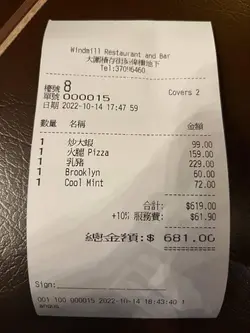 Windmill Restaurant and Bar
地下
Tel:37096460
檯號 8
單號 000015
Covers 2
日期 2022-10-14 17:47 59
數量 名稱 金額
1 炒大蝦 99.00
1 火腿 Pizza 159.00
1 乳豬 229.00
1 Brooklyn 60.00
1 Cool Mint 72.00
合計: $619.00
+10% 服務費: $61.90
總金額:$ 681.00
Sign:
001 100 000015 2022-10-14 18:43:40 1